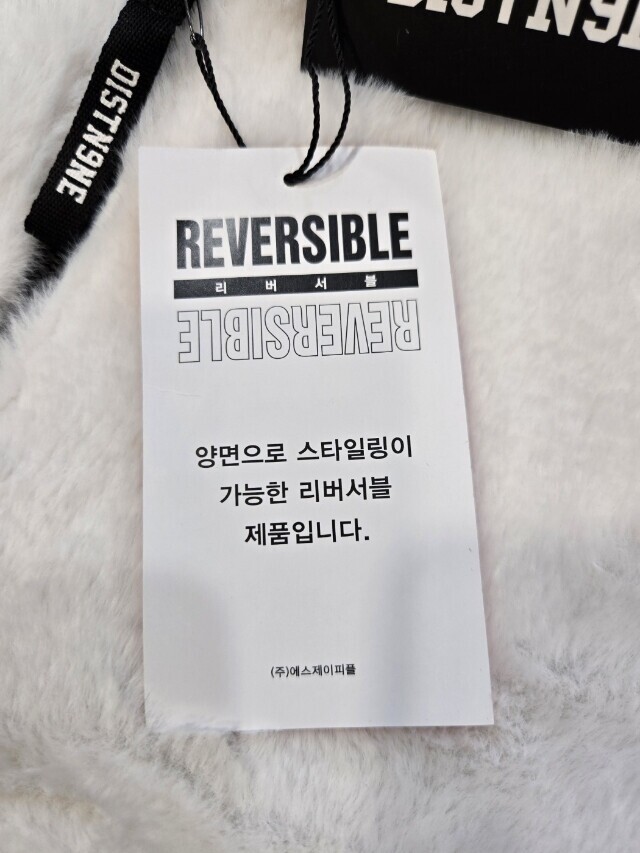 DISTN9NE
REVERSIBLE
리버서블
REVERSIBLE
양면으로 스타일링이
가능한 리버서블
제품입니다.
(주)에스제이피플